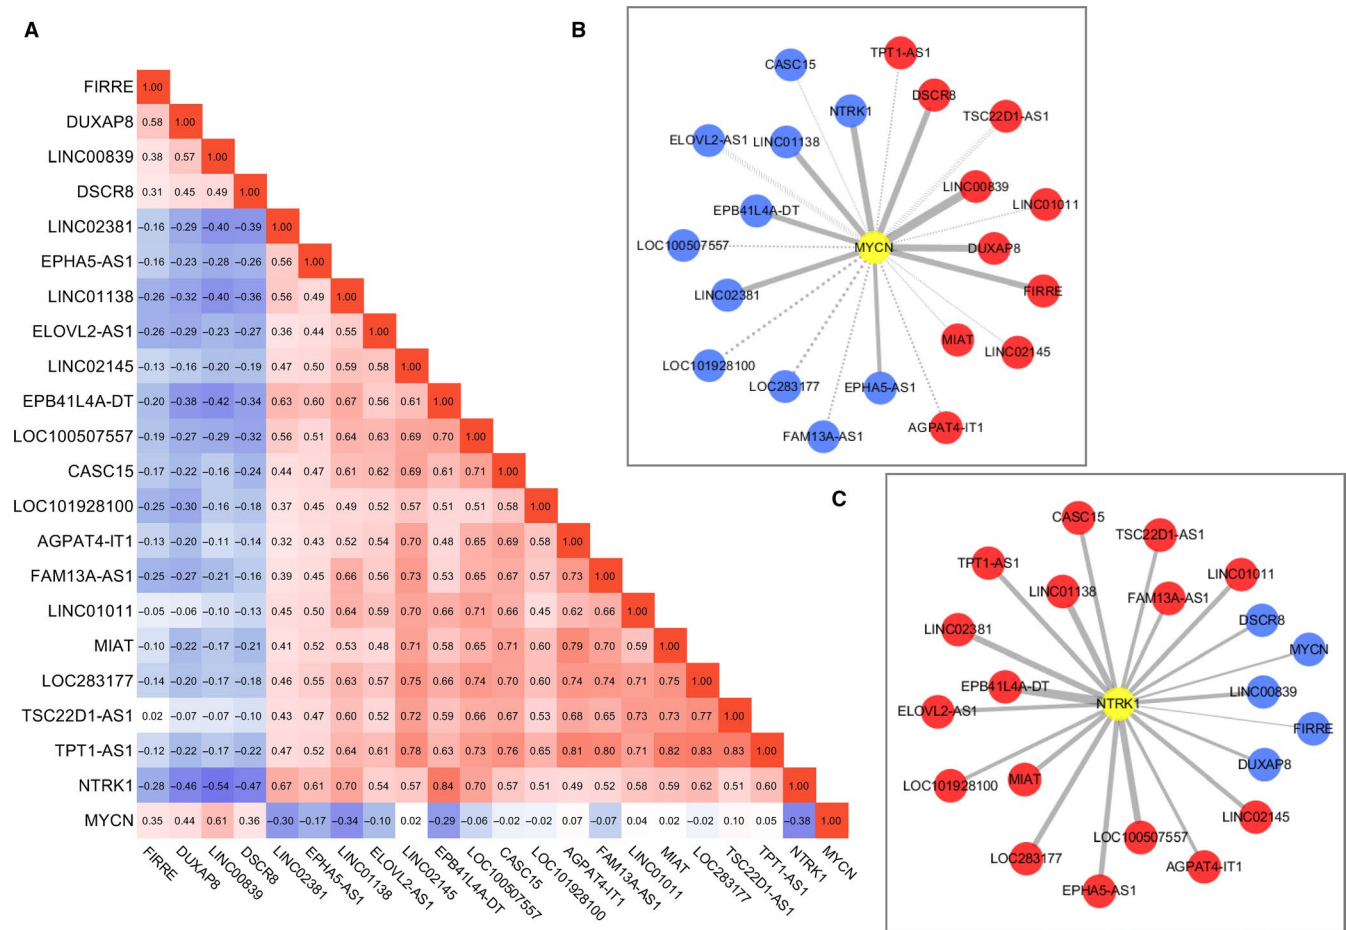 A
FIRRE 1.00
DUXAP8 0.58 1.00
LINC00839 0.38 0.57 1.00
DSCR8 0.31 0.45 0.49 1.00
LINC02381 −0.16 −0.29 −0.40 −0.39 1.00
EPHA5-AS1 −0.16 −0.23 −0.28 −0.26 0.56 1.00
LINC01138 −0.26 −0.32 −0.40 −0.36 0.56 0.49 1.00
ELOVL2-AS1 −0.26 −0.29 −0.23 −0.27 0.36 0.44 0.55 1.00
LINC02145 −0.13 −0.16 −0.20 −0.19 0.47 0.50 0.59 0.58 1.00
EPB41L4A-DT −0.20 −0.38 −0.42 −0.34 0.63 0.60 0.67 0.56 0.61 1.00
LOC100507557 −0.19 −0.27 −0.29 −0.32 0.56 0.51 0.64 0.63 0.69 0.70 1.00
CASC15 −0.17 −0.22 −0.16 −0.24 0.44 0.47 0.61 0.62 0.69 0.61 0.71 1.00
LOC101928100 −0.25 −0.30 −0.16 −0.18 0.37 0.45 0.49 0.52 0.57 0.51 0.51 0.58 1.00
AGPAT4-IT1 −0.13 −0.20 −0.11 −0.14 0.32 0.43 0.52 0.54 0.70 0.48 0.65 0.69 0.58 1.00
FAM13A-AS1 −0.25 −0.27 −0.21 −0.16 0.39 0.45 0.66 0.56 0.73 0.53 0.65 0.67 0.57 0.73 1.00
LINC01011 −0.05 −0.06 −0.10 −0.13 0.45 0.50 0.64 0.59 0.70 0.66 0.71 0.66 0.45 0.62 0.66 1.00
MIAT −0.10 −0.22 −0.17 −0.21 0.41 0.52 0.53 0.48 0.71 0.58 0.65 0.71 0.60 0.79 0.70 0.59 1.00
LOC283177 −0.14 −0.20 −0.17 −0.18 0.46 0.55 0.63 0.57 0.75 0.66 0.74 0.70 0.60 0.74 0.74 0.71 0.75 1.00
TSC22D1-AS1 0.02 −0.07 −0.07 −0.10 0.43 0.47 0.60 0.52 0.72 0.59 0.66 0.67 0.53 0.68 0.65 0.73 0.73 0.77 1.00
TPT1-AS1 −0.12 −0.22 −0.17 −0.22 0.47 0.52 0.64 0.61 0.78 0.63 0.73 0.76 0.65 0.81 0.80 0.71 0.82 0.83 0.83 1.00
NTRK1 −0.28 −0.46 −0.54 −0.47 0.67 0.61 0.70 0.54 0.57 0.84 0.70 0.57 0.51 0.49 0.52 0.58 0.59 0.62 0.51 0.60 1.00
MYCN 0.35 0.44 0.61 0.36 −0.30 −0.17 −0.34 −0.10 0.02 −0.29 −0.06 −0.02 −0.02 0.07 −0.07 0.04 0.02 −0.02 0.10 0.05 −0.38 1.00
FIRRE
DUXAP8
LINC00839
DSCR8
LINC02381
EPHA5-AS1
LINC01138
ELOVL2-AS1
LINC02145
EPB41L4A-DT
LOC100507557
CASC15
LOC101928100
AGPAT4-IT1
FAM13A-AS1
LINC01011
MIAT
LOC283177
TSC22D1-AS1
TPT1-AS1
NTRK1
MYCN
B
TPT1-AS1
CASC15
DSCR8
NTRK1
TSC22D1-AS1
ELOVL2-AS1
LINC01138
LINC00839
LINC01011
EPB41L4A-DT
LOC100507557
MYCN
DUXAP8
LINC02381
FIRRE
MIAT
LINC02145
LOC101928100
LOC283177
EPHA5-AS1
FAM13A-AS1
AGPAT4-IT1
C
CASC15
TSC22D1-AS1
TPT1-AS1
LINC01011
LINC01138
FAM13A-AS1
DSCR8
LINC02381
MYCN
EPB41L4A-DT
LINC00839
NTRK1
ELOVL2-AS1
FIRRE
DUXAP8
MIAT
LOC101928100
LINC02145
LOC100507557
LOC283177
AGPAT4-IT1
EPHA5-AS1